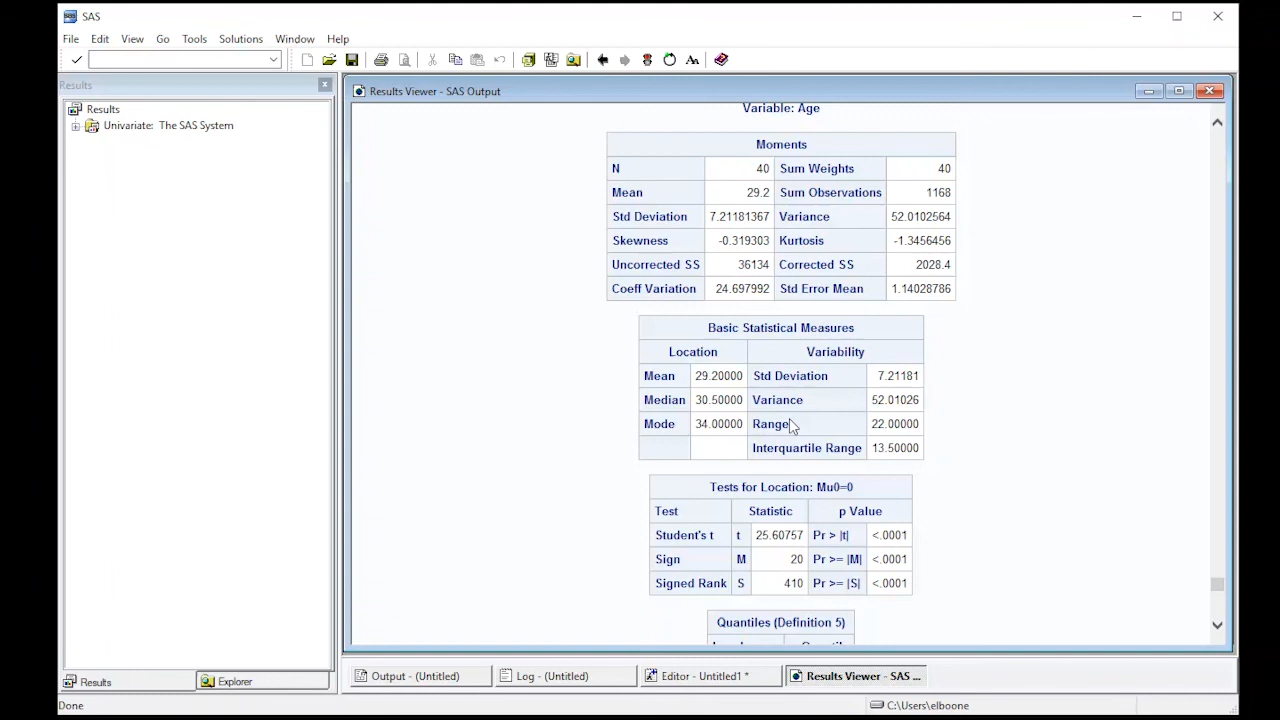 SAS
File Edit View Go Tools Solutions Window Help
Results
Results Viewer - SAS Output
Results
Univariate: The SAS System
Variable: Age
Moments
N 40 Sum Weights 40
Mean 29.2 Sum Observations 1168
Std Deviation 7.21181367 Variance 52.0102564
Skewness -0.319303 Kurtosis -1.3456456
Uncorrected SS 36134 Corrected SS 2028.4
Coeff Variation 24.697992 Std Error Mean 1.14028786
Basic Statistical Measures
Location Variability
Mean 29.20000 Std Deviation 7.21181
Median 30.50000 Variance 52.01026
Mode 34.00000 Range 22.00000
Interquartile Range 13.50000
Tests for Location: Mu0=0
Test Statistic p Value
Student's t t 25.60757 Pr > |t| <.0001
Sign M 20 Pr >= |M| <.0001
Signed Rank S 410 Pr >= |S| <.0001
Quantiles (Definition 5)
Results Explorer
Output - (Untitled) Log - (Untitled) Editor - Untitled1 * Results Viewer - SAS ...
Done C:\Users\elboone